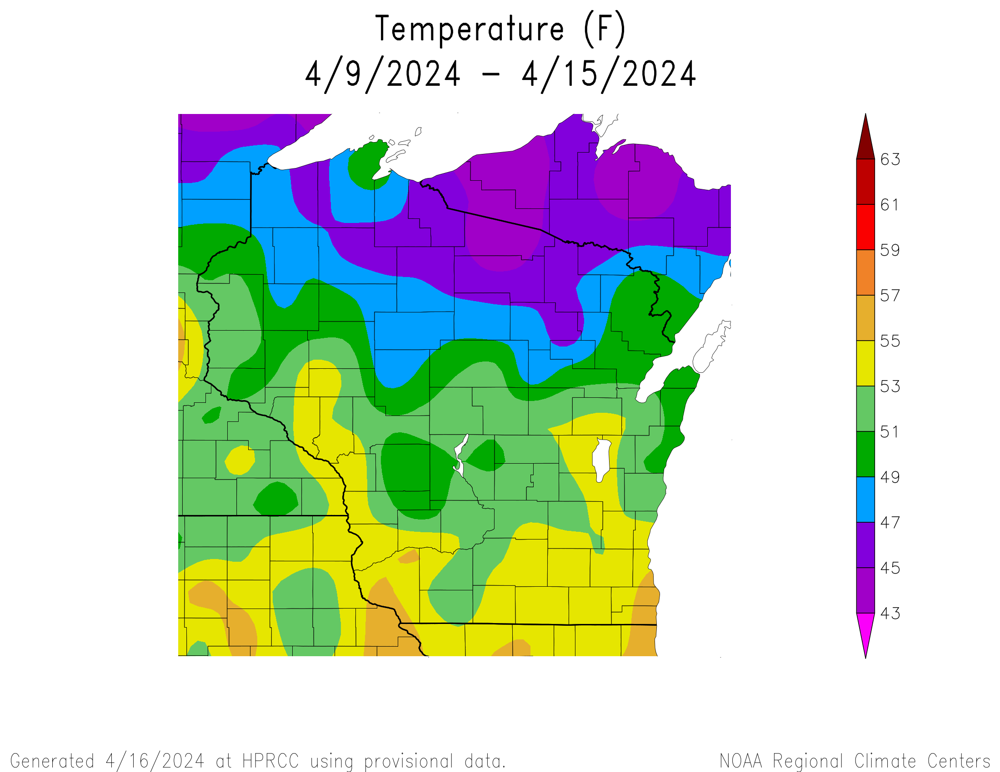 Temperature (F)
4/9/2024 – 4/15/2024
63
61
59
57
55
53
51
49
47
45
43
Generated 4/16/2024 at HPRCC using provisional data.
NOAA Regional Climate Centers